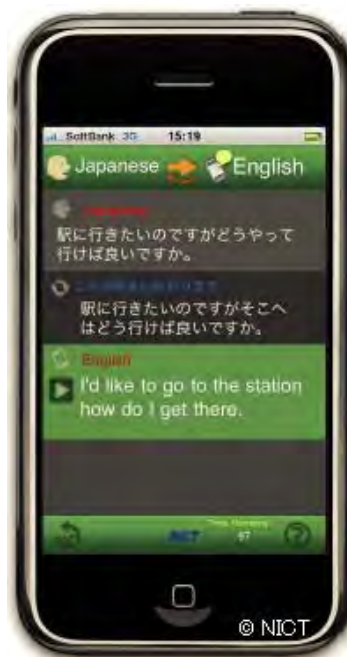 SoftBank 3G 15:19
Japanese English
Japanese
駅に行きたいのですがどうやって
行けば良いですか。
駅に行きたいのですがそこへ
はどう行けば良いですか。
English
I'd like to go to the station
how do I get there.
NICT
97
© NICT